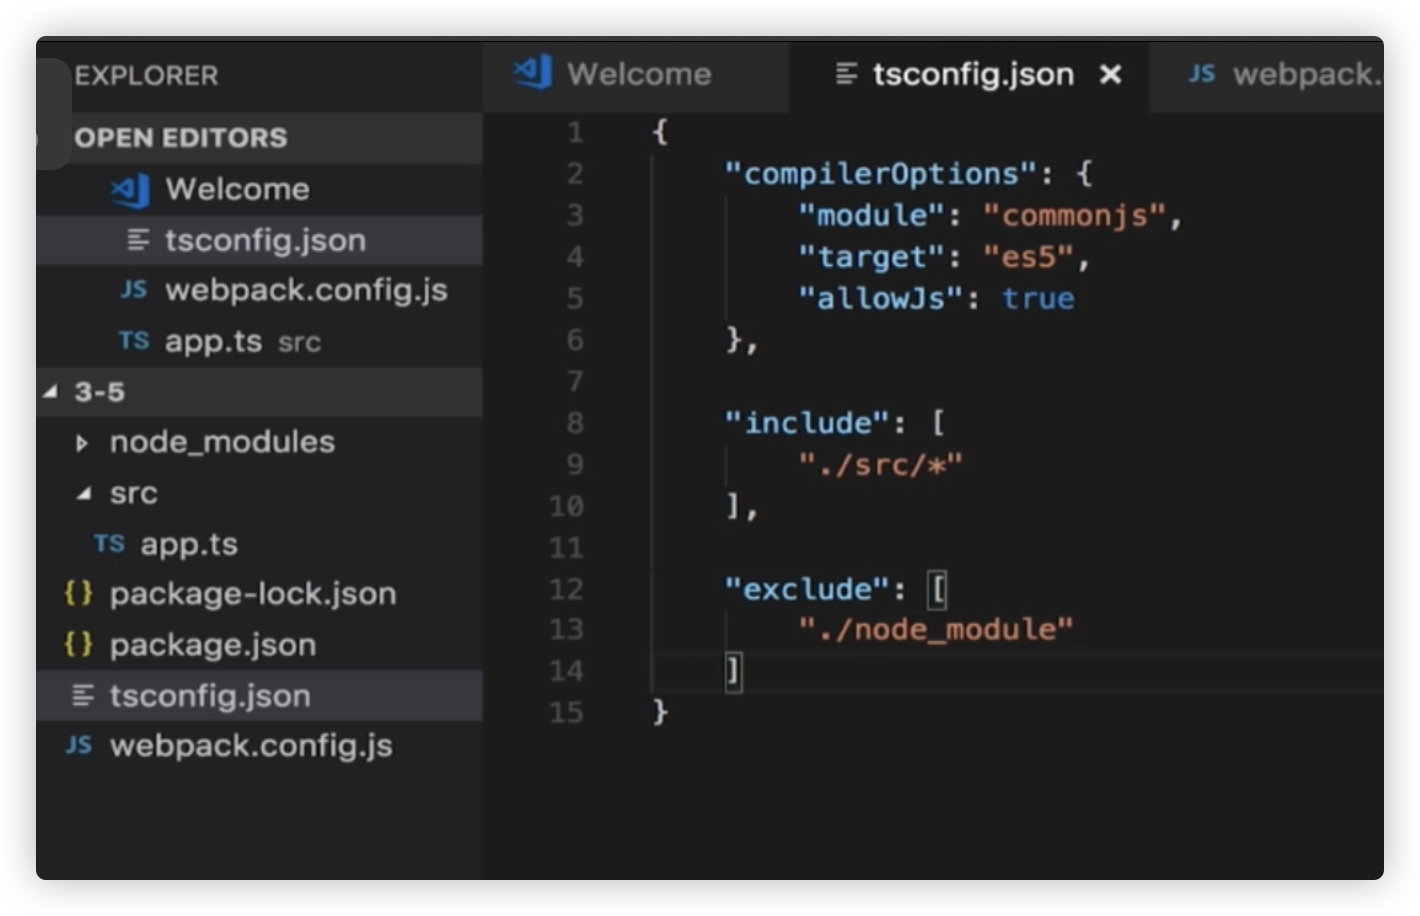 EXPLORER
OPEN EDITORS
Welcome
tsconfig.json
JS webpack.config.js
TS app.ts src
3-5
node_modules
src
TS app.ts
{} package-lock.json
{} package.json
tsconfig.json
JS webpack.config.js
Welcome
tsconfig.json ×
JS webpack.
1 {
2 "compilerOptions": {
3 "module": "commonjs",
4 "target": "es5",
5 "allowJs": true
6 },
7
8 "include": [
9 "./src/*"
10 ],
11
12 "exclude": [
13 "./node_module"
14 ]
15 }